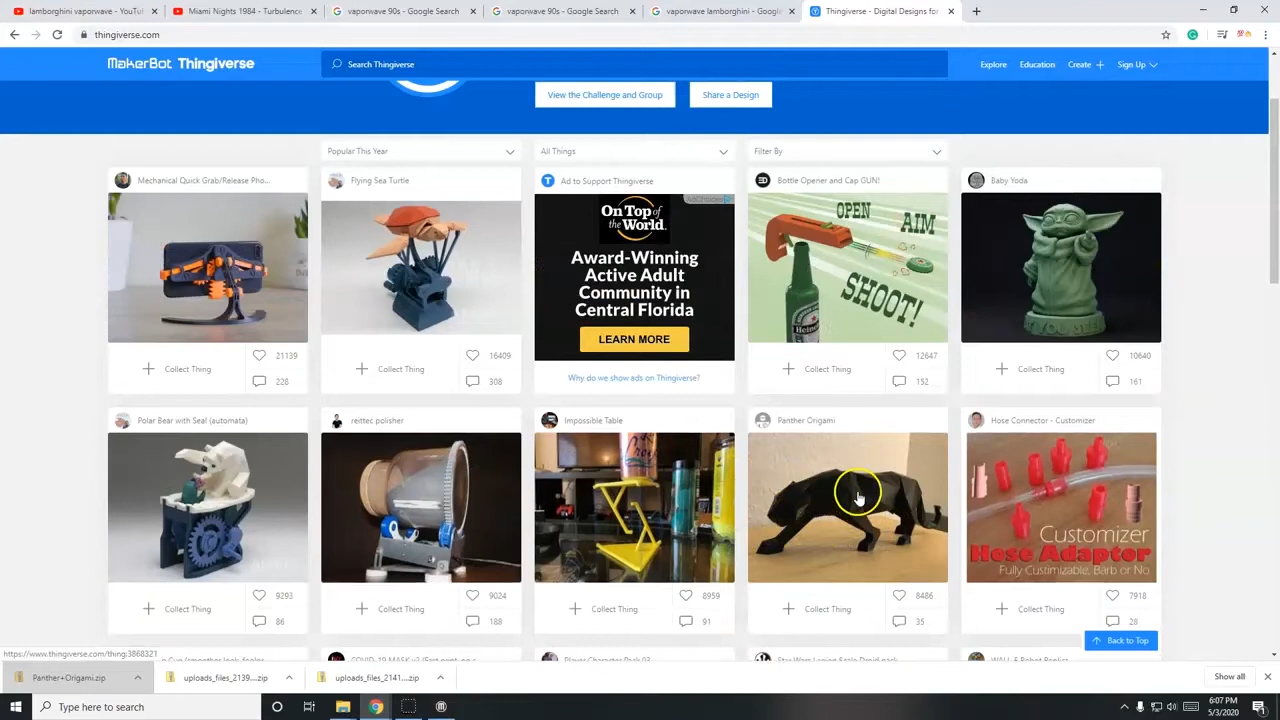 lamborghini vaporwave - YouTu
Miami Nights 1984 - Turbulence
vaporwave 90s - Google Search
vaporwave 90s - Google Search
vaporwave lamborghini - Google
Thingiverse - Digital Designs for
thingiverse.com
MakerBot Thingiverse
Search Thingiverse
Explore
Education
Create
Sign Up
View the Challenge and Group
Share a Design
Popular This Year
All Things
Filter By
Mechanical Quick Grab/Release Pho...
Flying Sea Turtle
Ad to Support Thingiverse
Bottle Opener and Cap GUN!
Baby Yoda
On Top of
the World.
Award-Winning
Active Adult
Community in
Central Florida
LEARN MORE
OPEN
AIM
SHOOT!
Heineken
Why do we show ads on Thingiverse?
Collect Thing
21139
228
Collect Thing
16409
308
Collect Thing
12647
152
Collect Thing
10640
161
Polar Bear with Seal (automata)
reittec polisher
Impossible Table
Panther Origami
Hose Connector - Customizer
Customizer
Hose Adaptor
Fully Custimizable, Barb or No
Collect Thing
9293
86
Collect Thing
9024
188
Collect Thing
8959
91
Collect Thing
8486
35
Collect Thing
7918
28
Back to Top
https://www.thingiverse.com/thing:3868321
Panther+Origami.zip
uploads_files_2139....zip
uploads_files_2141....zip
Show all
Type here to search
6:07 PM
5/3/2020